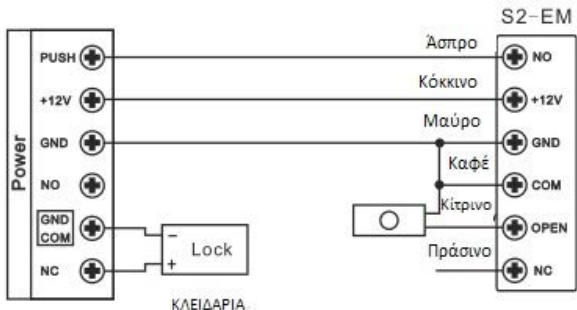 S2-EM
PUSH Άσπρο NO
+12V Κόκκινο +12V
GND Μαύρο GND
Power
NO Καφέ COM
GND
COM
Κίτρινο OPEN
Lock
- +
NC Πράσινο NC
ΚΛΕΙΔΑΡΙΑ